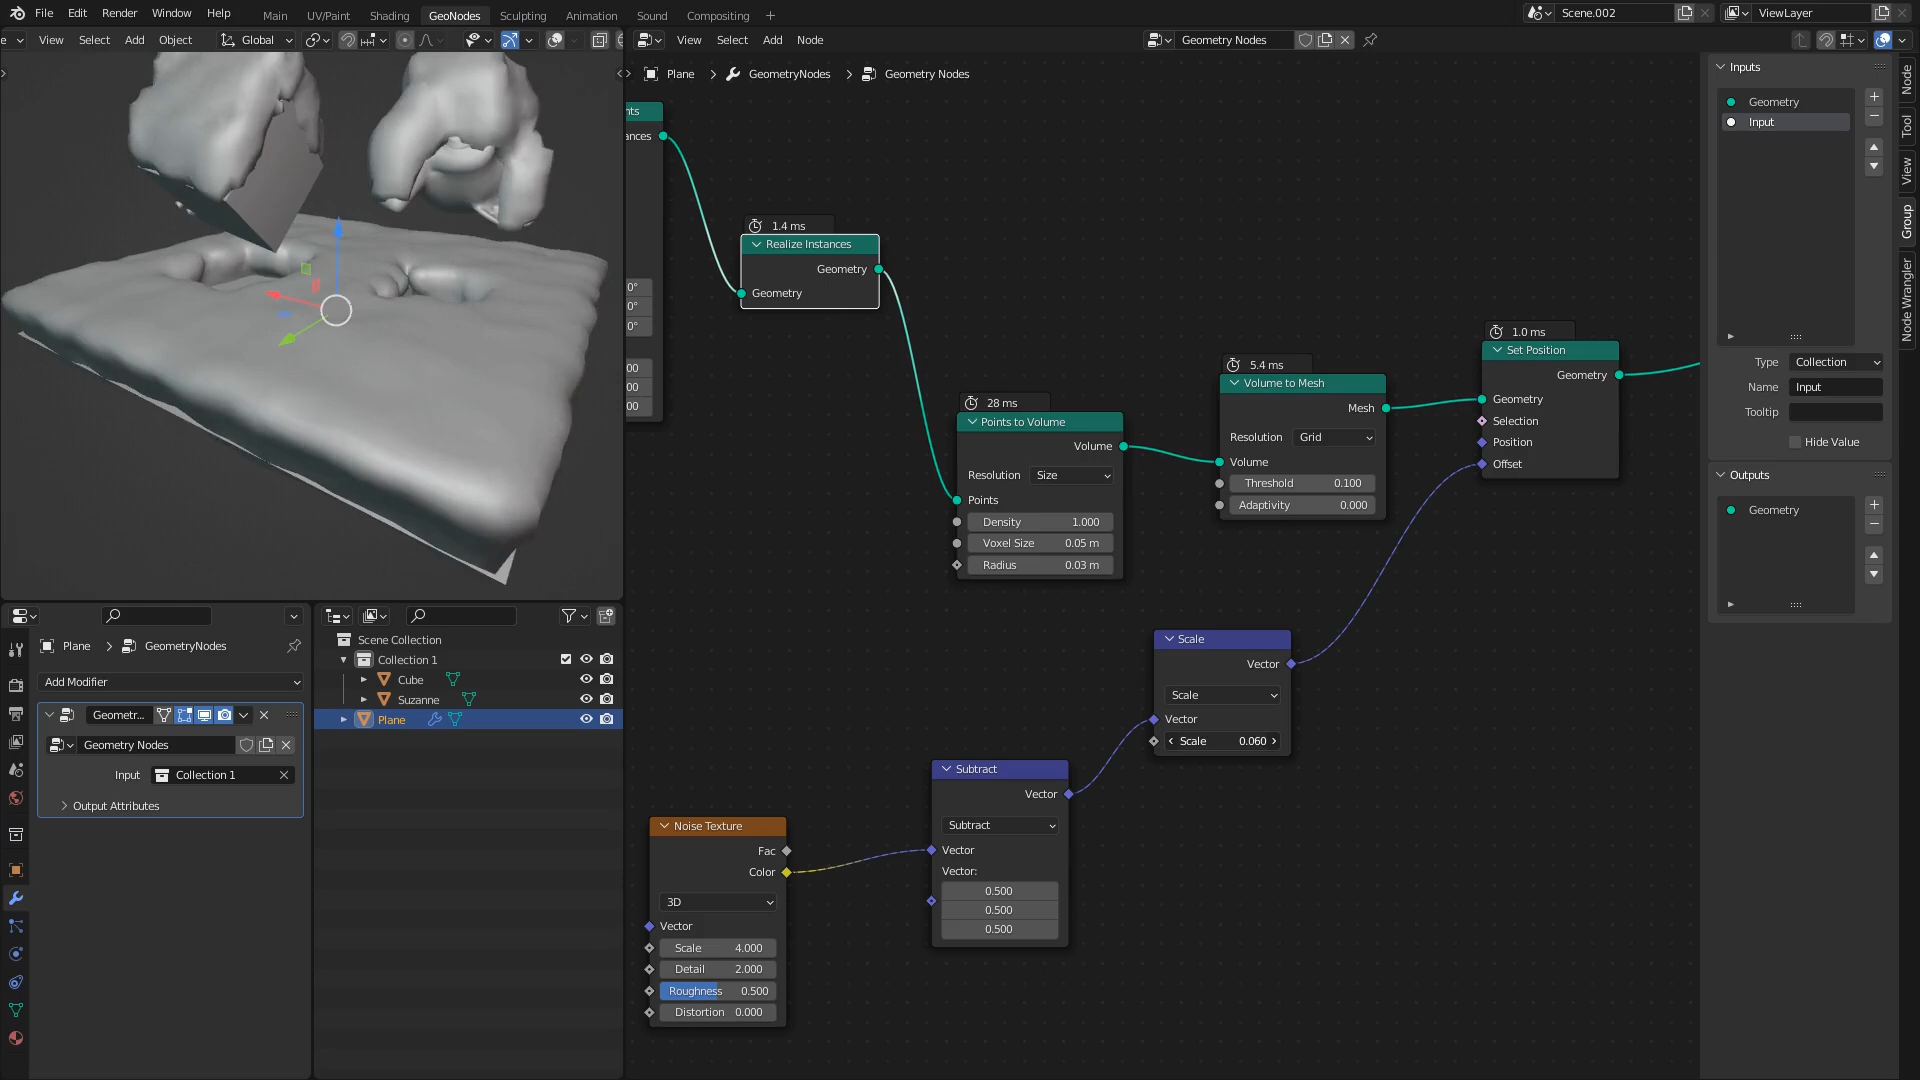 File Edit Render Window Help Main UV/Paint Shading GeoNodes Sculpting Animation Sound Compositing + Scene.002 ViewLayer
View Select Add Object Global View Select Add Node Geometry Nodes
Plane > GeometryNodes > Geometry Nodes
nts
ances
0°
0°
0°
00
00
00
1.4 ms
Realize Instances
Geometry
Geometry
28 ms
Points to Volume
Volume
Resolution Size
Points
Density 1.000
Voxel Size 0.05 m
Radius 0.03 m
5.4 ms
Volume to Mesh
Mesh
Resolution Grid
Volume
Threshold 0.100
Adaptivity 0.000
1.0 ms
Set Position
Geometry
Geometry
Selection
Position
Offset
Scale
Vector
Scale
Vector
Scale 0.060
Subtract
Vector
Subtract
Vector
Vector:
0.500
0.500
0.500
Noise Texture
Fac
Color
3D
Vector
Scale 4.000
Detail 2.000
Roughness 0.500
Distortion 0.000
Inputs
Geometry
Input
Type Collection
Name Input
Tooltip
Hide Value
Outputs
Geometry
Node
Tool
View
Group
Node Wrangler
Plane > GeometryNodes
Add Modifier
Geometr...
Geometry Nodes
Input Collection 1
Output Attributes
Scene Collection
Collection 1
Cube
Suzanne
Plane